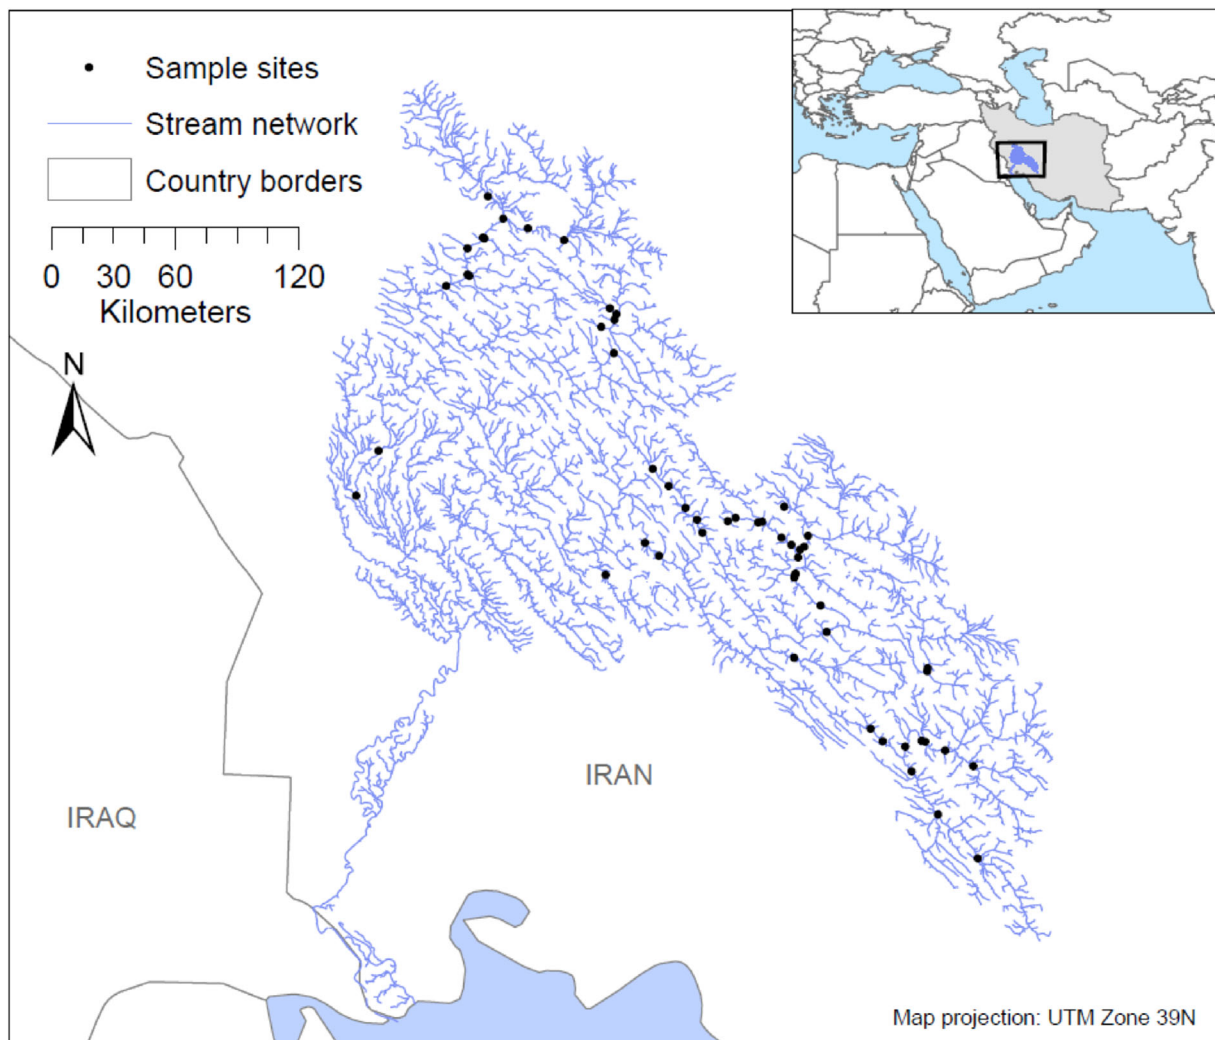 Sample sites
Stream network
Country borders
0 30 60 120
Kilometers
N
IRAN
IRAQ
Map projection: UTM Zone 39N